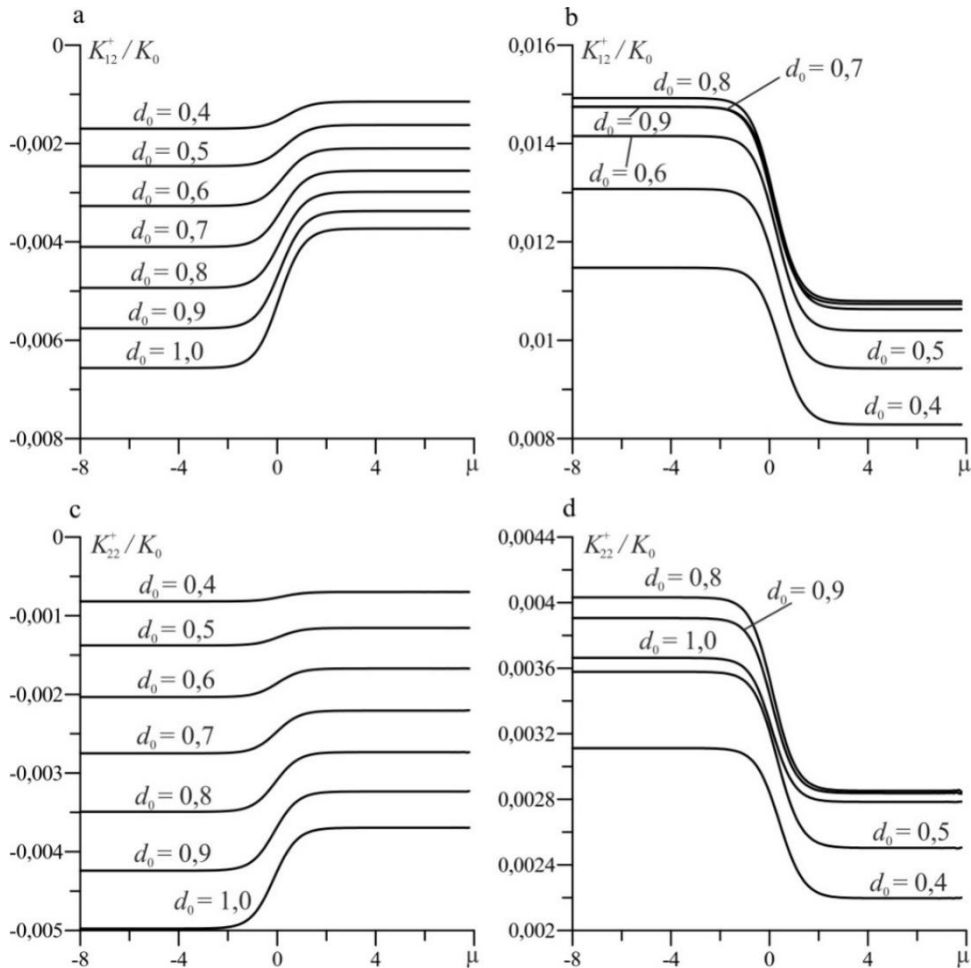 a
0
K₁₂⁺ / K₀
-0,002
-0,004
-0,006
-0,008
d₀ = 0,4
d₀ = 0,5
d₀ = 0,6
d₀ = 0,7
d₀ = 0,8
d₀ = 0,9
d₀ = 1,0
-8 -4 0 4 μ
b
0,016
K₁₂⁺ / K₀
0,014
0,012
0,01
0,008
d₀ = 0,8
d₀ = 0,7
d₀ = 0,9
d₀ = 0,6
d₀ = 0,5
d₀ = 0,4
-8 -4 0 4 μ
c
0
K₂₂⁺ / K₀
-0,001
-0,002
-0,003
-0,004
-0,005
d₀ = 0,4
d₀ = 0,5
d₀ = 0,6
d₀ = 0,7
d₀ = 0,8
d₀ = 0,9
d₀ = 1,0
-8 -4 0 4 μ
d
0,0044
K₂₂⁺ / K₀
0,004
0,0036
0,0032
0,0028
0,0024
0,002
d₀ = 0,8
d₀ = 0,9
d₀ = 1,0
d₀ = 0,5
d₀ = 0,4
-8 -4 0 4 μ